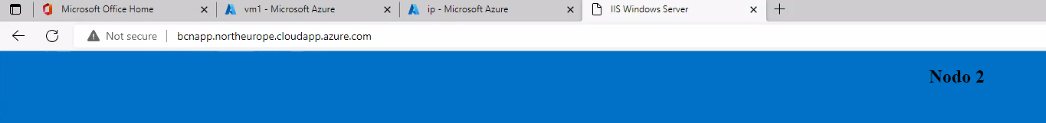 Microsoft Office Home
vm1 - Microsoft Azure
ip - Microsoft Azure
IIS Windows Server
Not secure
bcnapp.northeurope.cloudapp.azure.com
Nodo 2